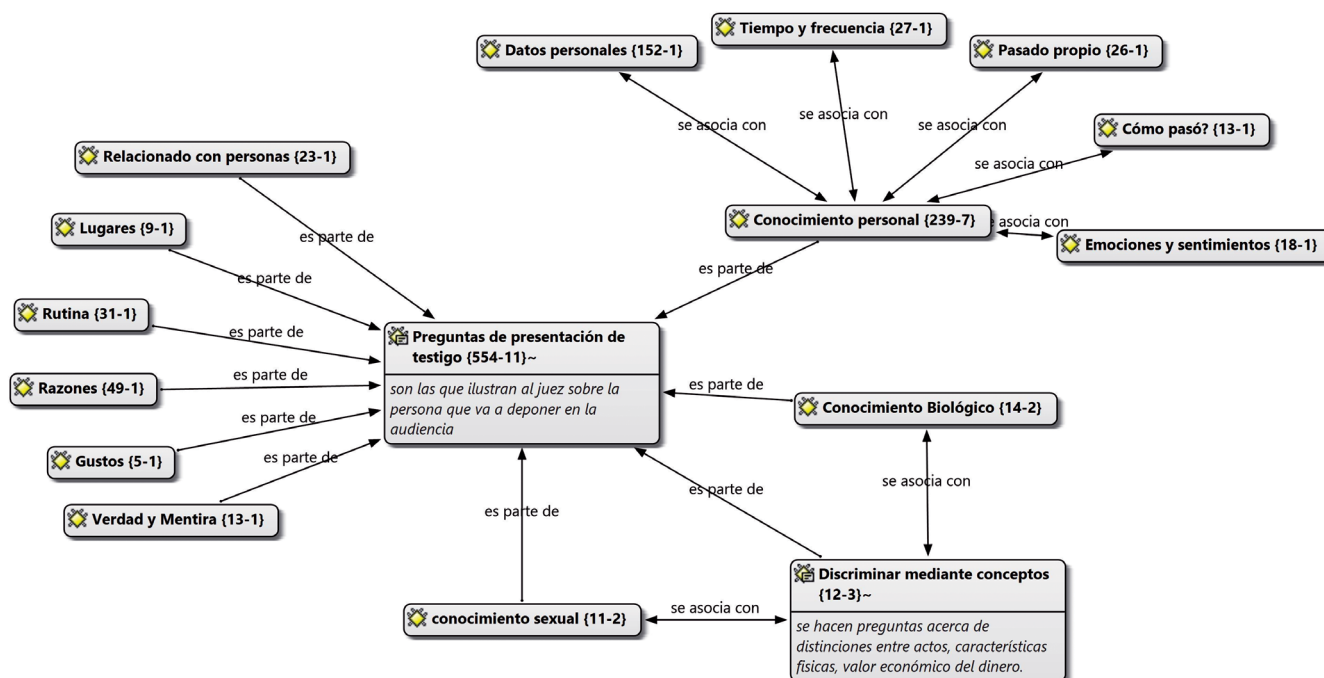 Tiempo y frecuencia {27-1}
Datos personales {152-1}
Pasado propio {26-1}
se asocia con
se asocia con
se asocia con
Cómo pasó? {13-1}
se asocia con
Relacionado con personas {23-1}
Lugares {9-1}
es parte de
Conocimiento personal {239-7}
se asocia con
Emociones y sentimientos {18-1}
es parte de
es parte de
Rutina {31-1}
es parte de
Preguntas de presentación de
testigo {554-11}~
son las que ilustran al juez sobre la
persona que va a deponer en la
audiencia
Razones {49-1}
es parte de
es parte de
Conocimiento Biológico {14-2}
es parte de
Gustos {5-1}
es parte de
Verdad y Mentira {13-1}
se asocia con
es parte de
es parte de
Discriminar mediante conceptos
{12-3}~
se hacen preguntas acerca de
distinciones entre actos, características
fisicas, valor económico del dinero.
conocimiento sexual {11-2}
se asocia con